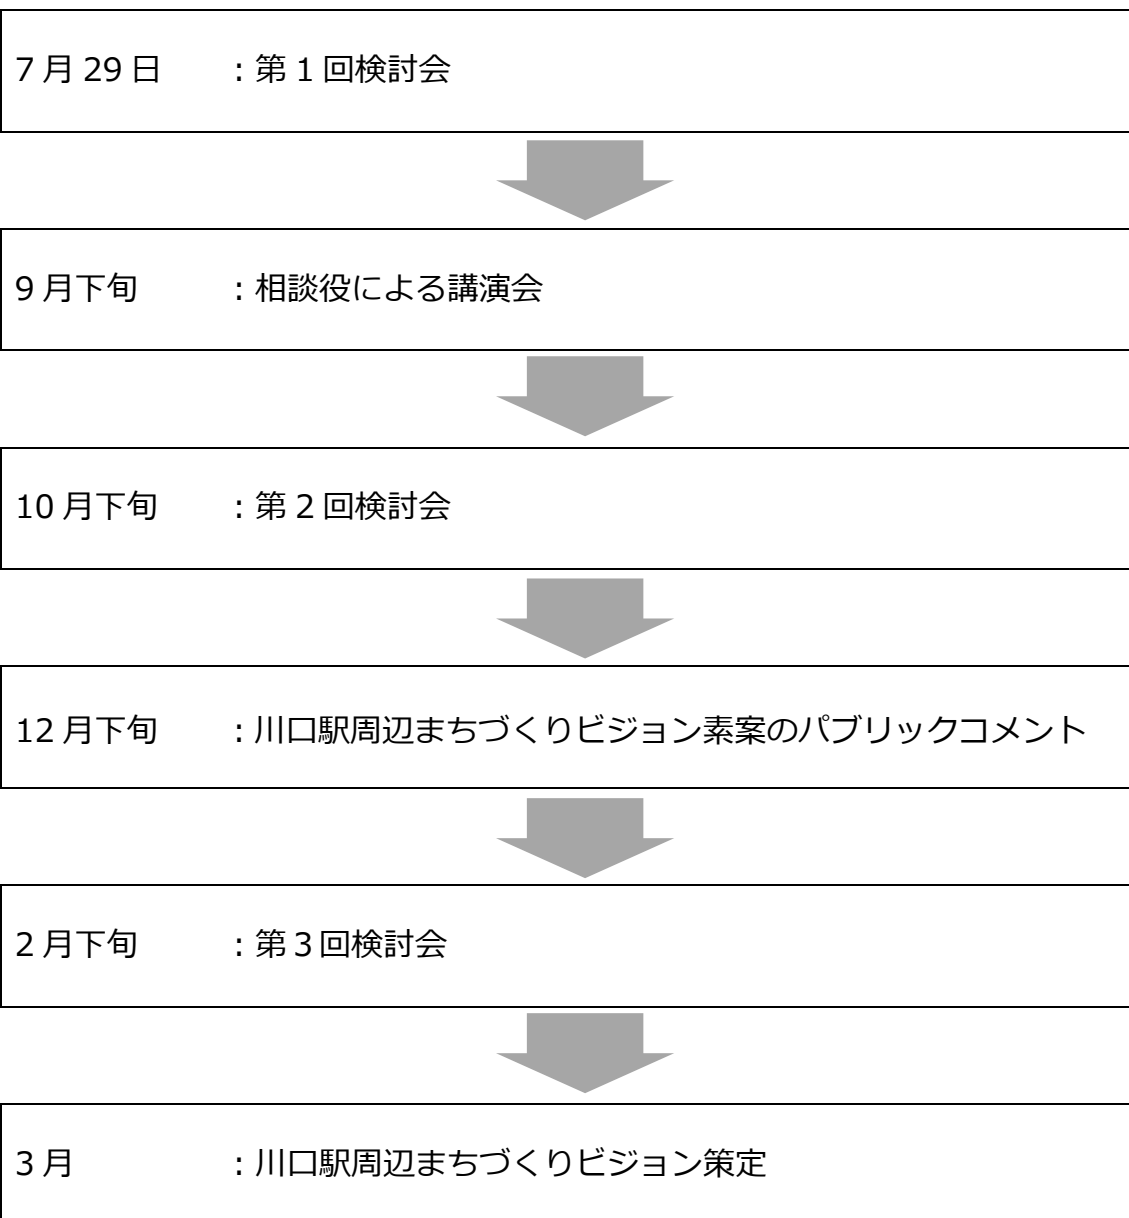 7月29日　　：第1回検討会
9月下旬　　：相談役による講演会
10月下旬　　：第2回検討会
12月下旬　　：川口駅周辺まちづくりビジョン素案のパブリックコメント
2月下旬　　：第3回検討会
3月　　：川口駅周辺まちづくりビジョン策定